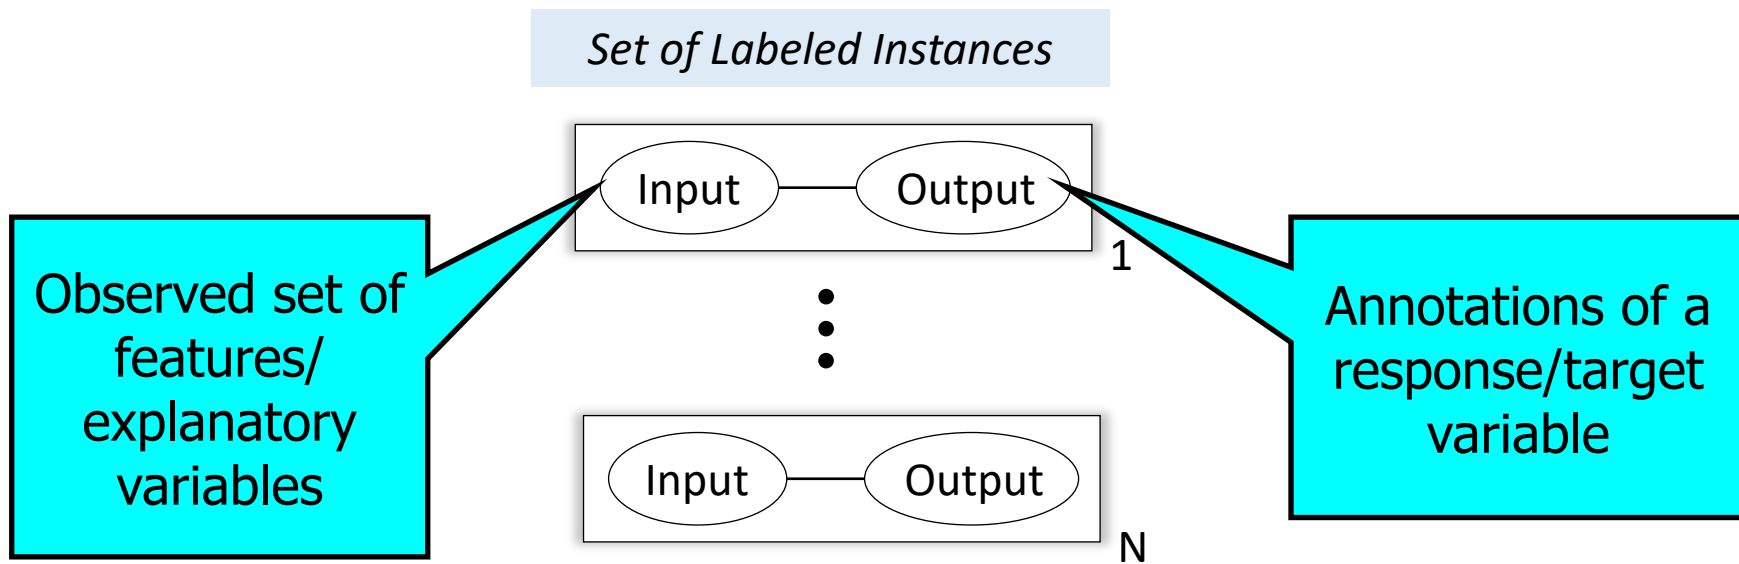 Set of Labeled Instances
Input
Output
1
Observed set of
features/
explanatory
variables
Annotations of a
response/target
variable
Input
Output
N